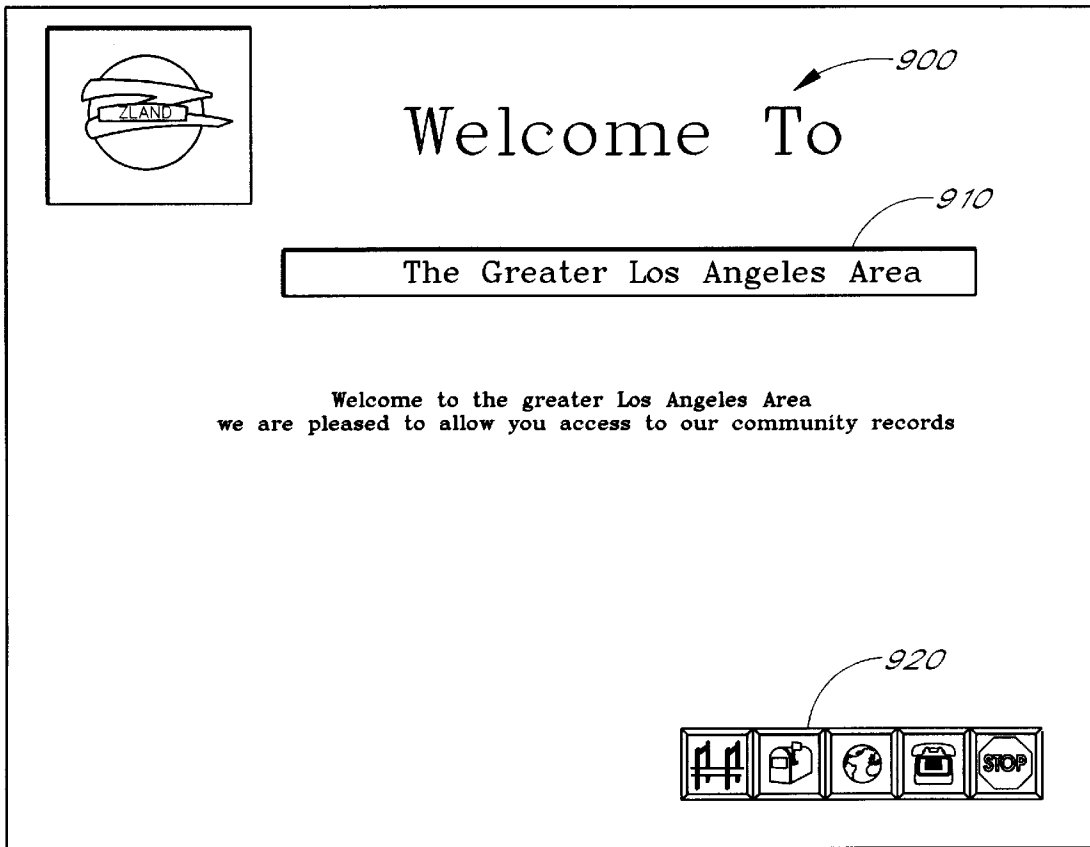 ZLAND
900
Welcome To
910
The Greater Los Angeles Area
Welcome to the greater Los Angeles Area
we are pleased to allow you access to our community records
920
STOP